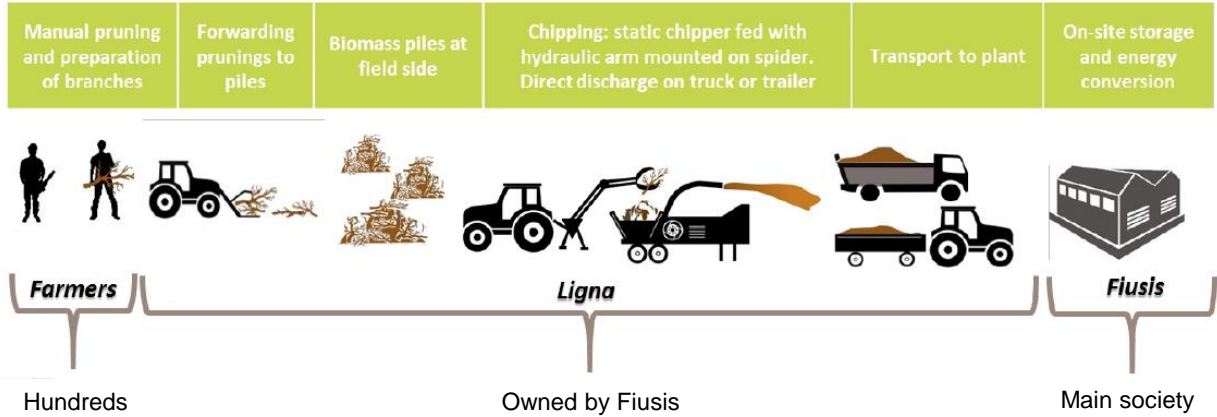 Manual pruning
and preparation
of branches
Forwarding
prunings to
piles
Biomass piles at
field side
Chipping: static chipper fed with
hydraulic arm mounted on spider.
Direct discharge on truck or trailer
Transport to plant
On-site storage
and energy
conversion
Farmers
Ligna
Fiusis
Hundreds
Owned by Fiusis
Main society